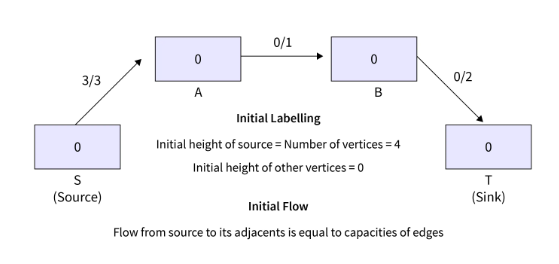 0/1
0
0
3/3
0/2
A
B
Initial Labelling
0
Initial height of source = Number of vertices = 4
0
Initial height of other vertices = 0
S
(Source)
T
(Sink)
Initial Flow
Flow from source to its adjacents is equal to capacities of edges